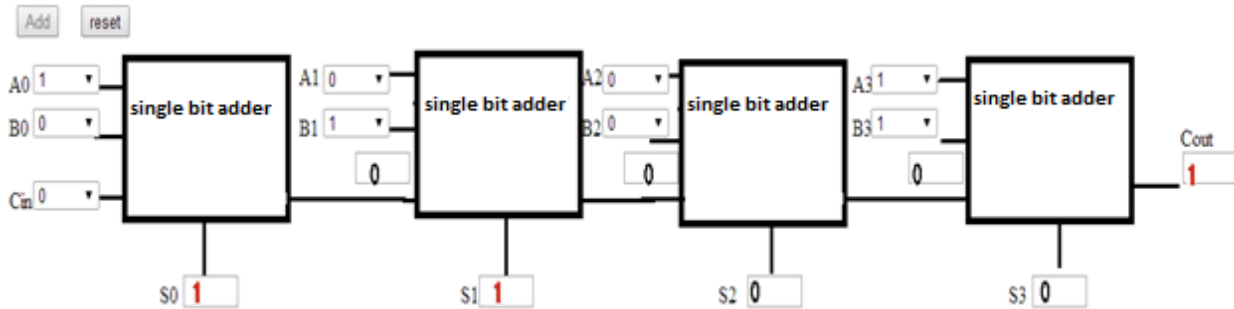 Add reset
A0 1 A1 0 A2 0 A3 1
single bit adder single bit adder single bit adder single bit adder
B0 0 B1 1 B2 0 B3 1
Cout
0 0 0 1
Cin 0
S0 1 S1 1 S2 0 S3 0